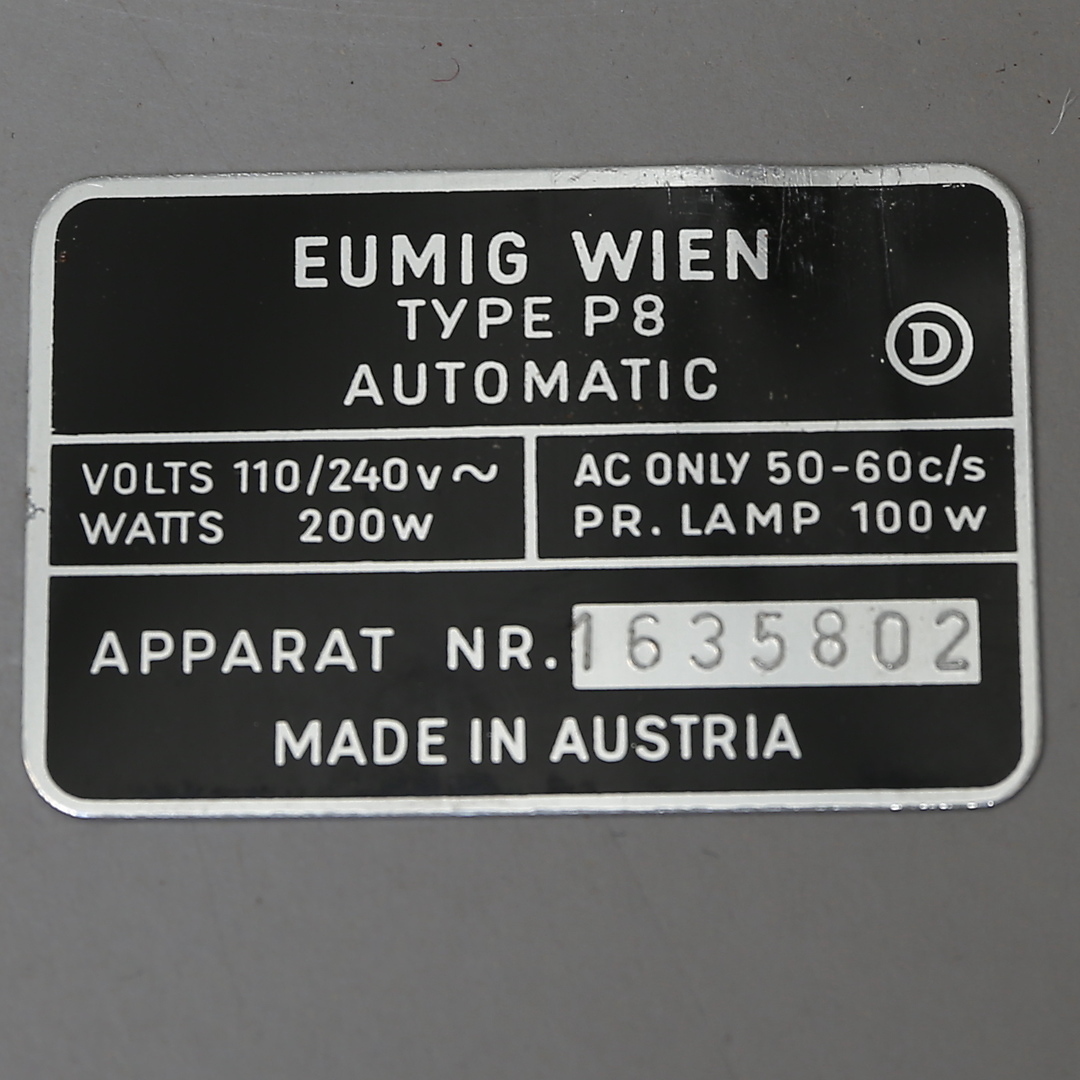 EUMIG WIEN
TYPE P8
AUTOMATIC
D
VOLTS 110/240v~
WATTS 200w
AC ONLY 50-60c/s
PR. LAMP 100w
APPARAT NR. 1635802
MADE IN AUSTRIA